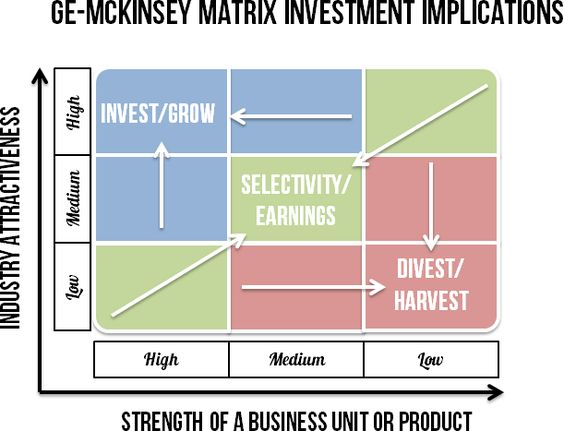 GE-MCKINSEY MATRIX INVESTMENT IMPLICATIONS
INDUSTRY ATTRACTIVENESS
High
Medium
Low
INVEST/GROW
SELECTIVITY/
EARNINGS
DIVEST/
HARVEST
High
Medium
Low
STRENGTH OF A BUSINESS UNIT OR PRODUCT